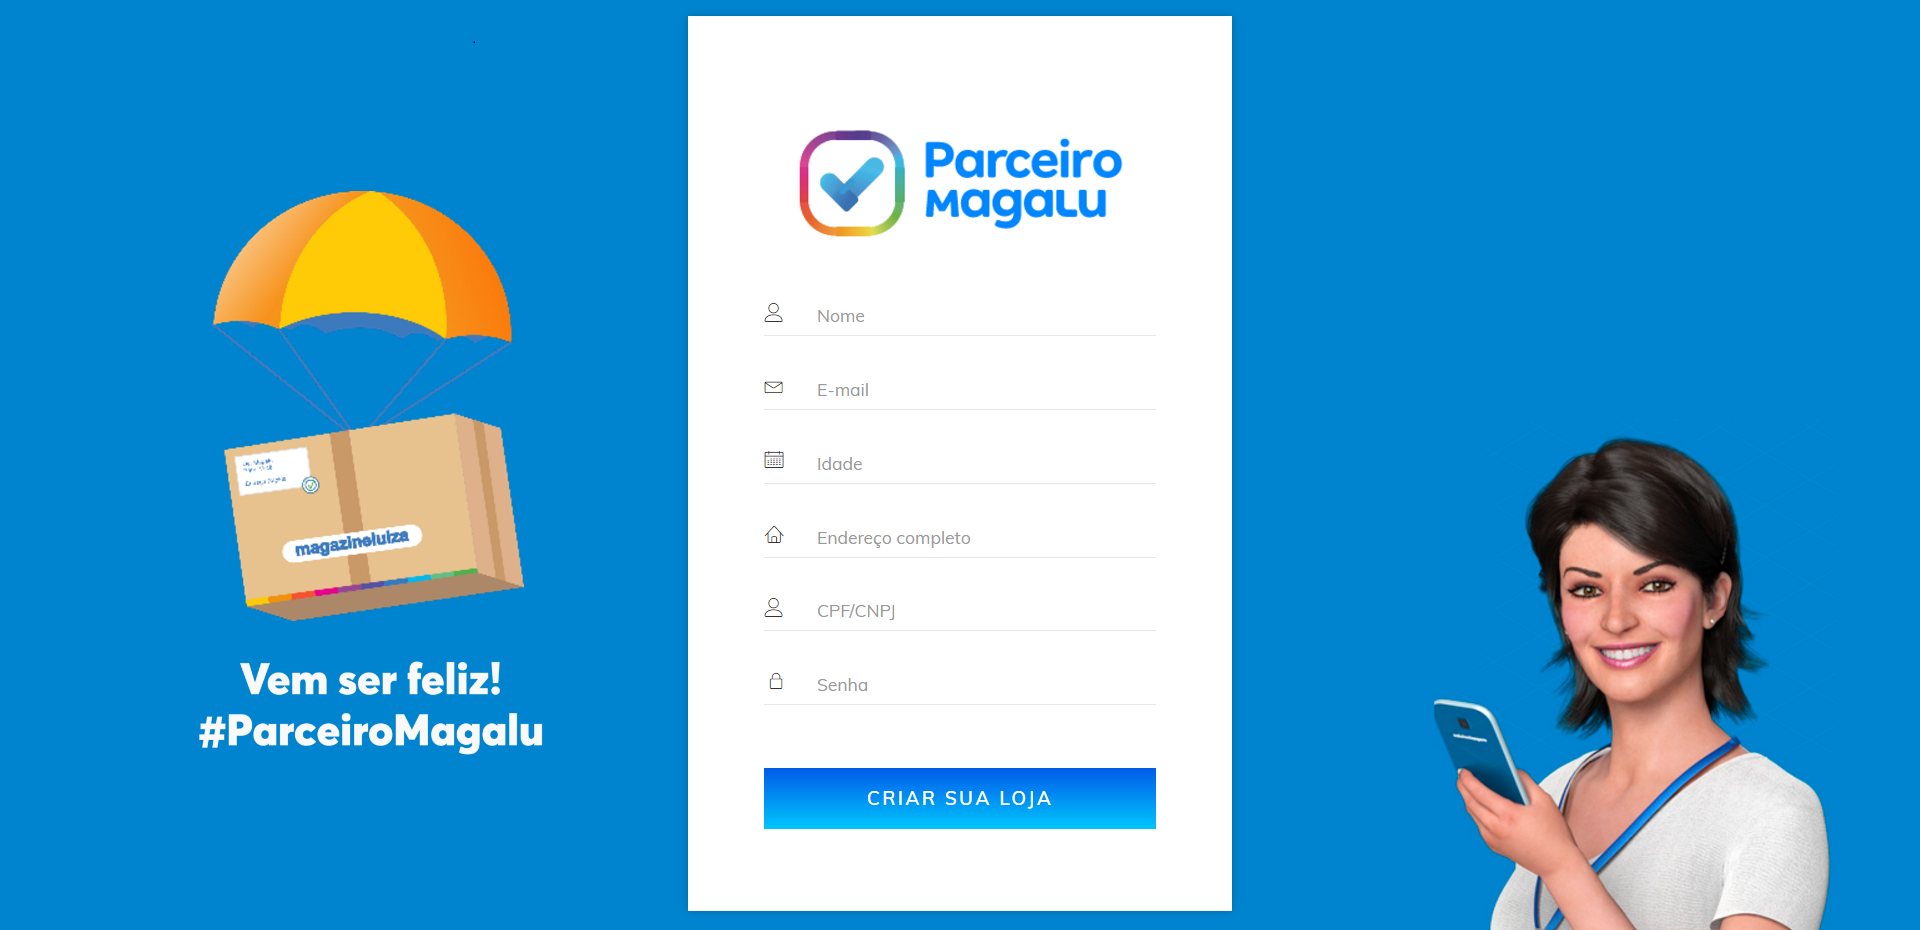 magazineluiza
Vem ser feliz!
#ParceiroMagalu
Parceiro
Magalu
Nome
E-mail
Idade
Endereço completo
CPF/CNPJ
Senha
CRIAR SUA LOJA